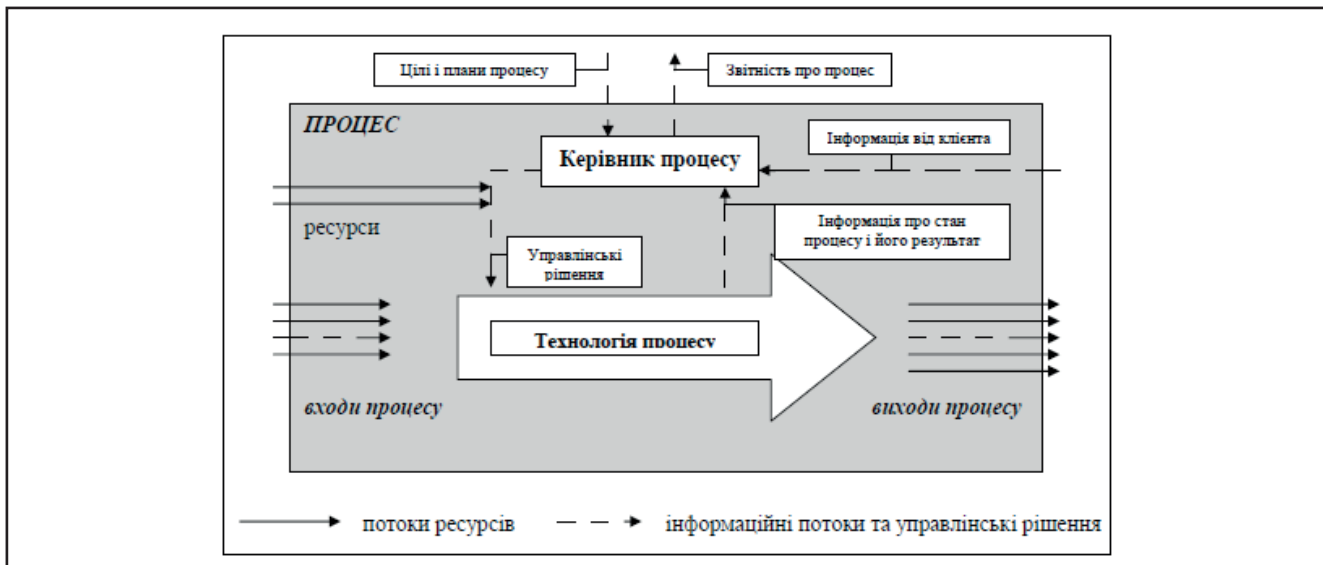 Цілі і плани процесу
Звітність про процес
ПРОЦЕС
Керівник процесу
Інформація від клієнта
ресурси
Інформація про стан
процесу і його результат
Управлінські
рішення
Технологія процесу
входи процесу
виходи процесу
потоки ресурсів
інформаційні потоки та управлінські рішення